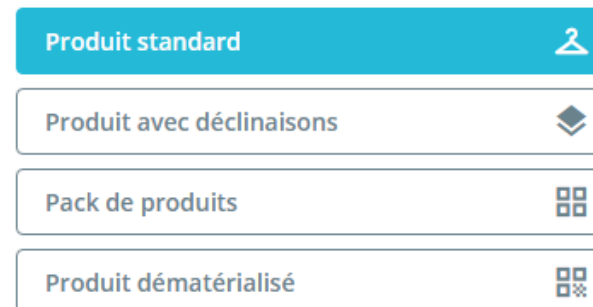 Produit standard
Produit avec déclinaisons
Pack de produits
Produit dématérialisé